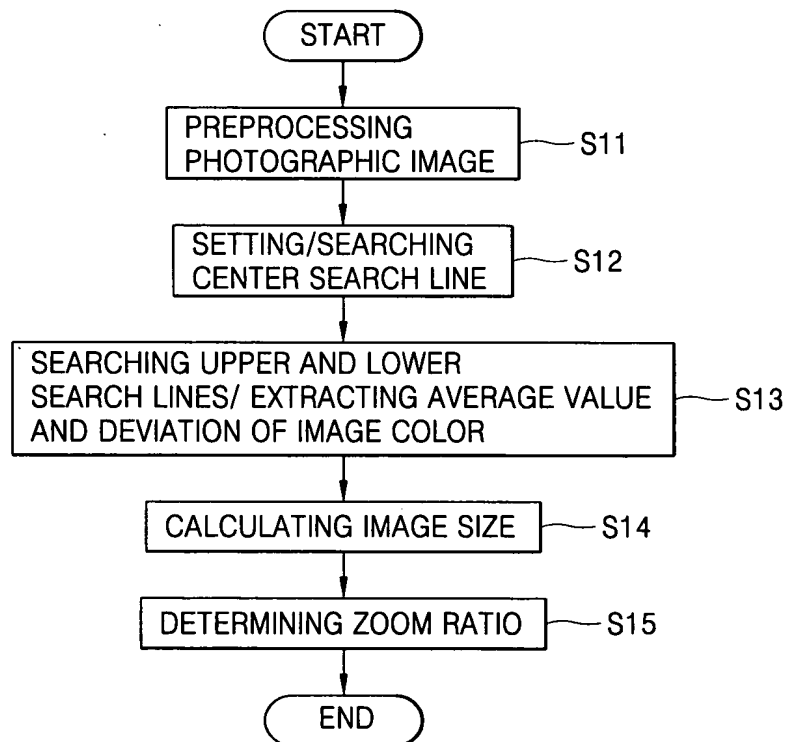 START
PREPROCESSING
PHOTOGRAPHIC IMAGE
S11
SETTING/SEARCHING
CENTER SEARCH LINE
S12
SEARCHING UPPER AND LOWER
SEARCH LINES/ EXTRACTING AVERAGE VALUE
AND DEVIATION OF IMAGE COLOR
S13
CALCULATING IMAGE SIZE
S14
DETERMINING ZOOM RATIO
S15
END